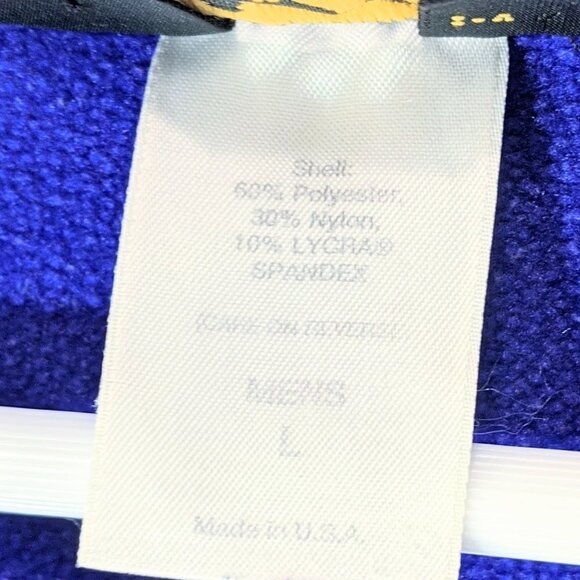 Shell:
60% Polyester,
30% Nylon,
10% LYCRA®
SPANDEX
(CARE ON REVERSE)
MENS
L
Made in U.S.A.